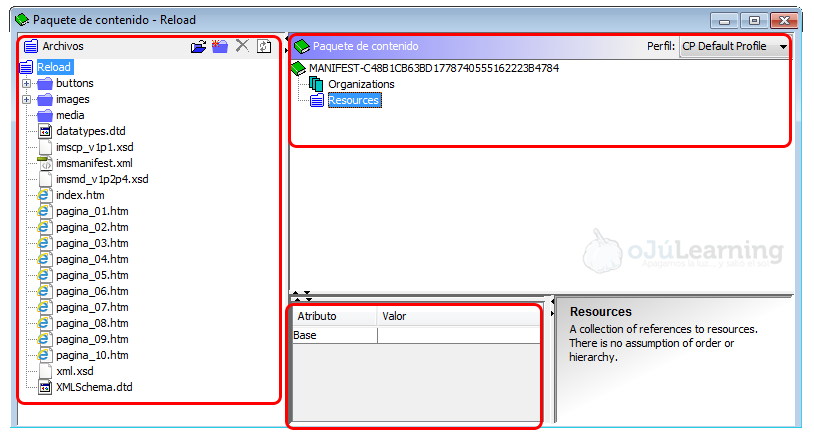 Paquete de contenido - Reload
Archivos
Reload
buttons
images
media
datatypes.dtd
imscp_v1p1.xsd
imsmanifest.xml
imsmd_v1p2p4.xsd
index.htm
pagina_01.htm
pagina_02.htm
pagina_03.htm
pagina_04.htm
pagina_05.htm
pagina_06.htm
pagina_07.htm
pagina_08.htm
pagina_09.htm
pagina_10.htm
xml.xsd
XMLSchema.dtd
Paquete de contenido Perfil: CP Default Profile
MANIFEST-C48B1CB63BD1778740555162223B4784
Organizations
Resources
oJúLearning
Atributo Valor
Base
Resources
A collection of references to resources.
There is no assumption of order or
hierarchy.